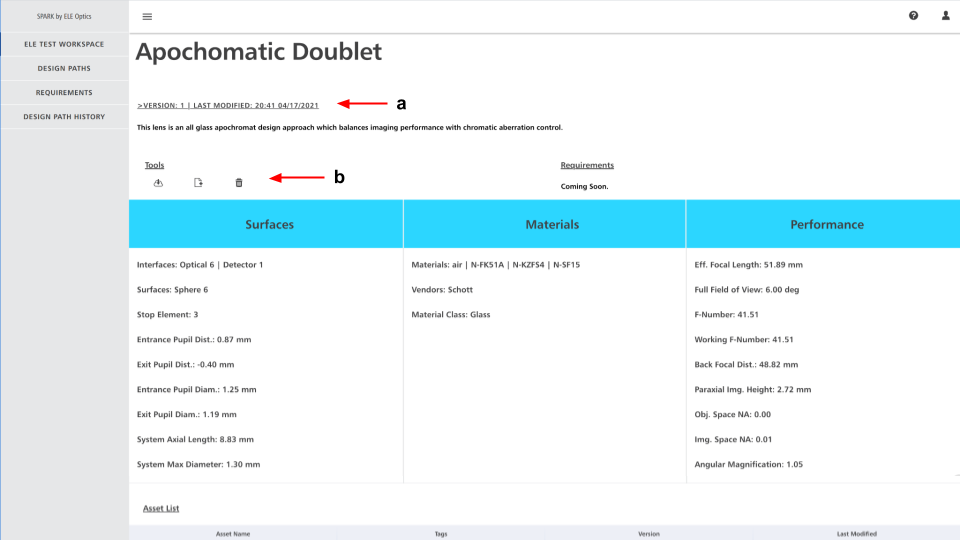 SPARK by ELE Optics
ELE TEST WORKSPACE
DESIGN PATHS
REQUIREMENTS
DESIGN PATH HISTORY
Apochomatic Doublet
>VERSION: 1 | LAST MODIFIED: 20:41 04/17/2021
a
This lens is an all glass apochromat design approach which balances imaging performance with chromatic aberration control.
Tools
Requirements
b
Coming Soon.
Surfaces
Materials
Performance
Interfaces: Optical 6 | Detector 1
Materials: air | N-FK51A | N-KZFS4 | N-SF15
Eff. Focal Length: 51.89 mm
Surfaces: Sphere 6
Vendors: Schott
Full Field of View: 6.00 deg
Stop Element: 3
Material Class: Glass
F-Number: 41.51
Entrance Pupil Dist.: 0.87 mm
Working F-Number: 41.51
Exit Pupil Dist.: -0.40 mm
Back Focal Dist.: 48.82 mm
Entrance Pupil Diam.: 1.25 mm
Paraxial Img. Height: 2.72 mm
Exit Pupil Diam.: 1.19 mm
Obj. Space NA: 0.00
System Axial Length: 8.83 mm
Img. Space NA: 0.01
System Max Diameter: 1.30 mm
Angular Magnification: 1.05
Asset List
Asset Name
Tags
Version
Last Modified